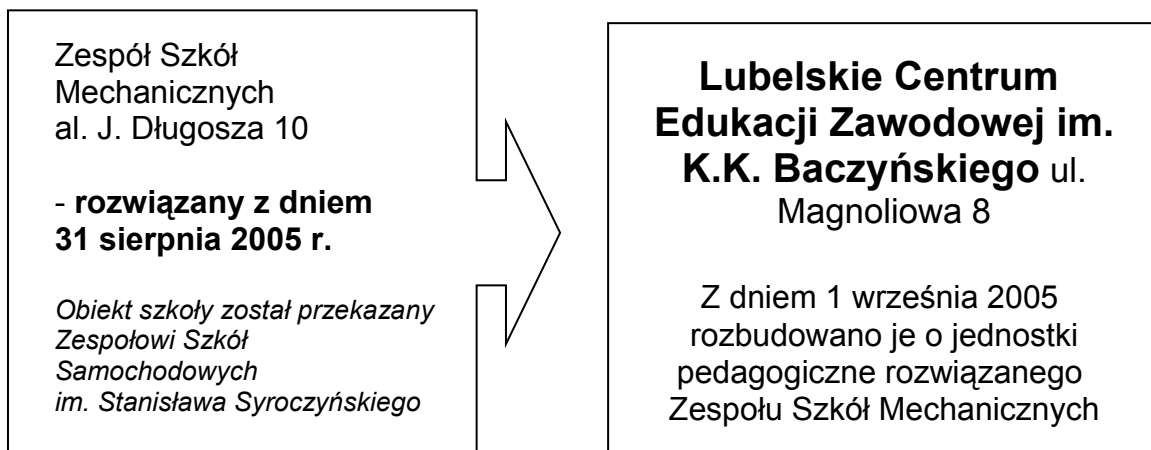 Zespół Szkół
Mechanicznych
al. J. Długosza 10
- rozwiązany z dniem
31 sierpnia 2005 r.
Obiekt szkoły został przekazany
Zespołowi Szkół
Samochodowych
im. Stanisława Syroczyńskiego
Lubelskie Centrum
Edukacji Zawodowej im.
K.K. Baczyńskiego ul.
Magnoliowa 8
Z dniem 1 września 2005
rozbudowano je o jednostki
pedagogiczne rozwiązanego
Zespołu Szkół Mechanicznych